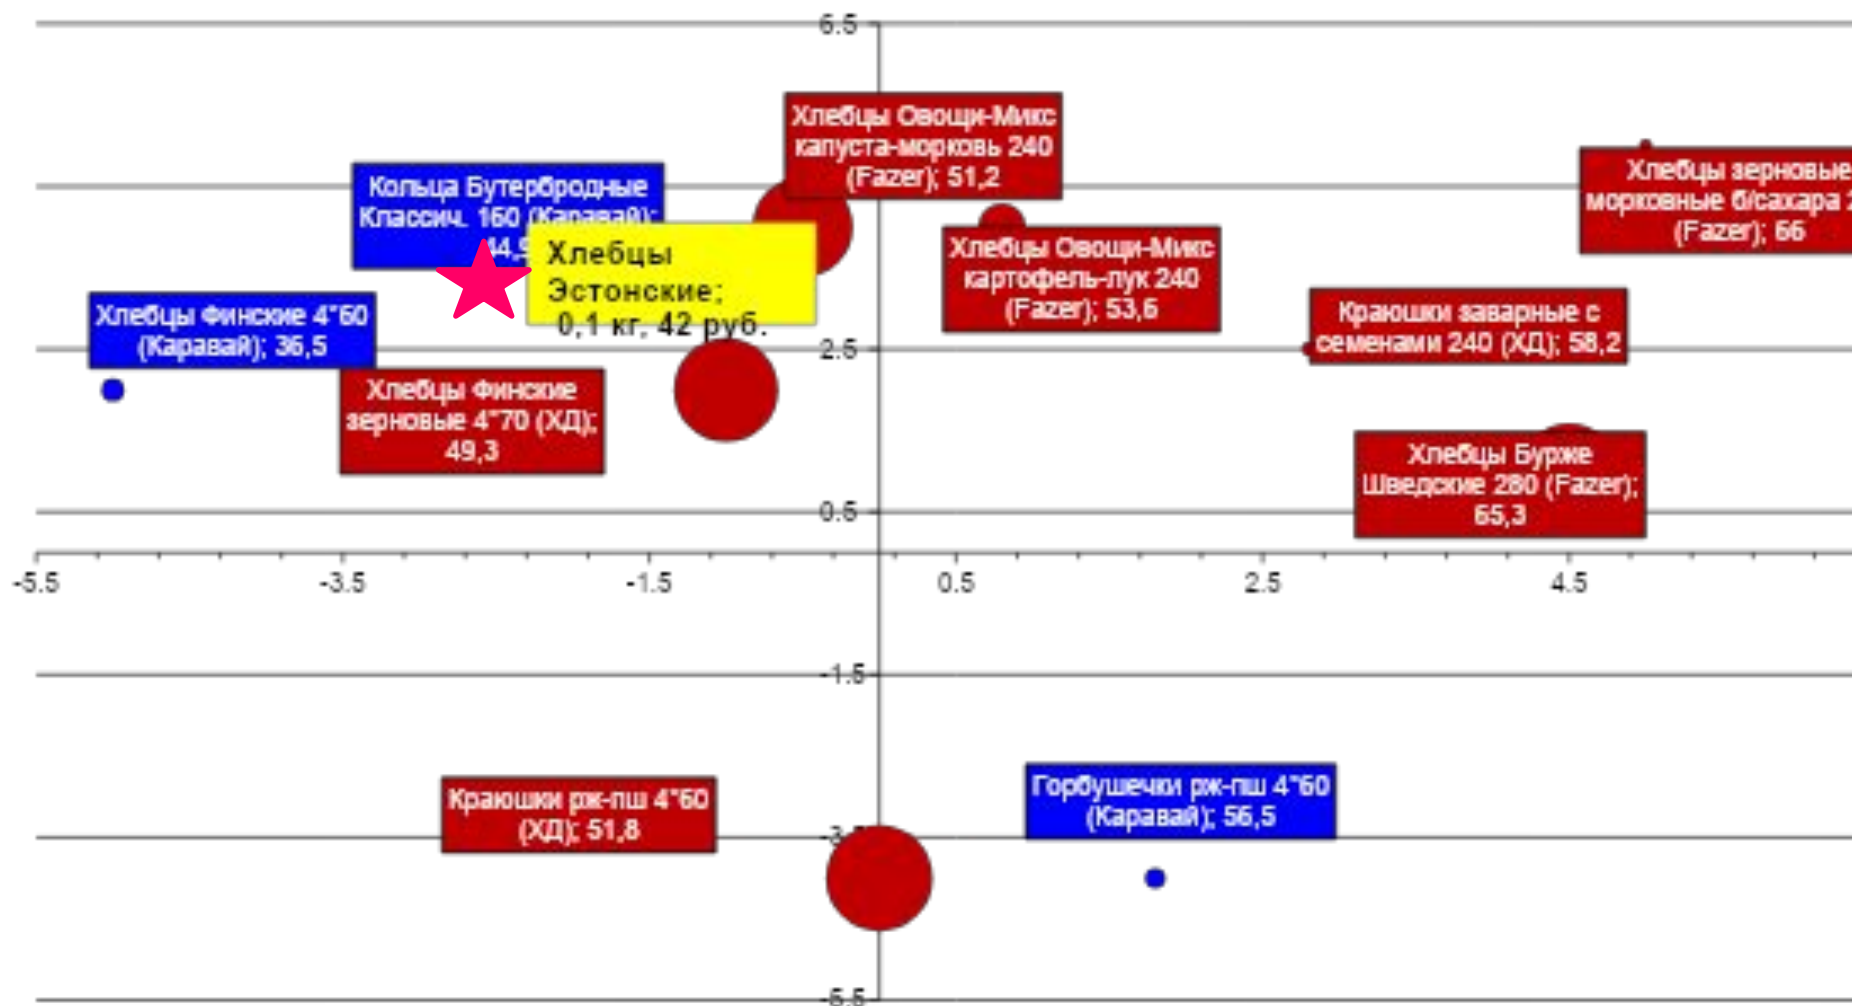 6.5
Хлебцы Овощи-Микс
капуста-морковь 240
(Fazer); 51,2
Хлебцы зерновые
морковные б/сахара
(Fazer); 66
Кольца Бутербродные
Классич. 160 (Каравай);
Хлебцы
Эстонские;
0,1 кг, 42 руб.
Хлебцы Овощи-Микс
картофель-лук 240
(Fazer); 53,6
Хлебцы Финские 4*60
(Каравай); 36,5
Краюшки заварные с
семенами 240 (ХД); 58,2
2.5
Хлебцы Финские
зерновые 4*70 (ХД);
49,3
Хлебцы Бурже
Шведские 280 (Fazer);
65,3
0.5
-5.5 -3.5 -1.5 0.5 2.5 4.5
-1.5
Краюшки рж-пш 4*60
(ХД); 51,8
Горбушечки рж-пш 4*60
(Каравай); 56,5
-5.5